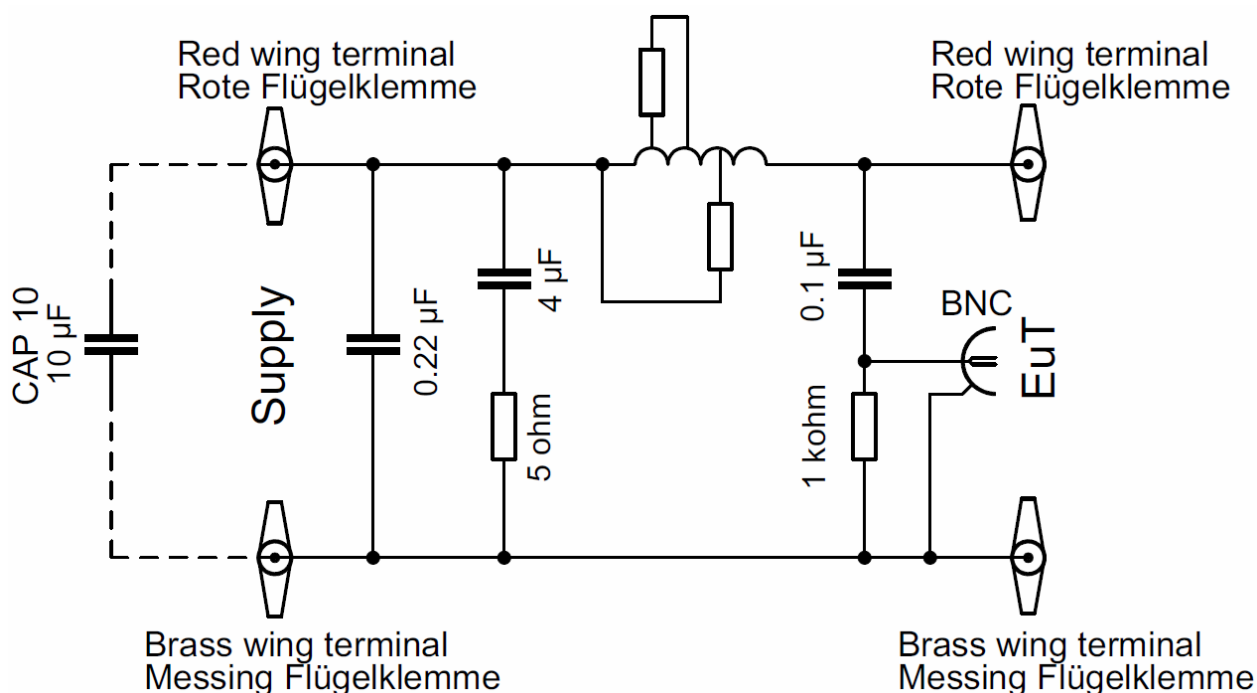 Red wing terminal
Rote Flügelklemme
Red wing terminal
Rote Flügelklemme
CAP 10
10 µF
Supply
0.22 µF
4 µF
5 ohm
0.1 µF
1 kohm
BNC
EuT
Brass wing terminal
Messing Flügelklemme
Brass wing terminal
Messing Flügelklemme